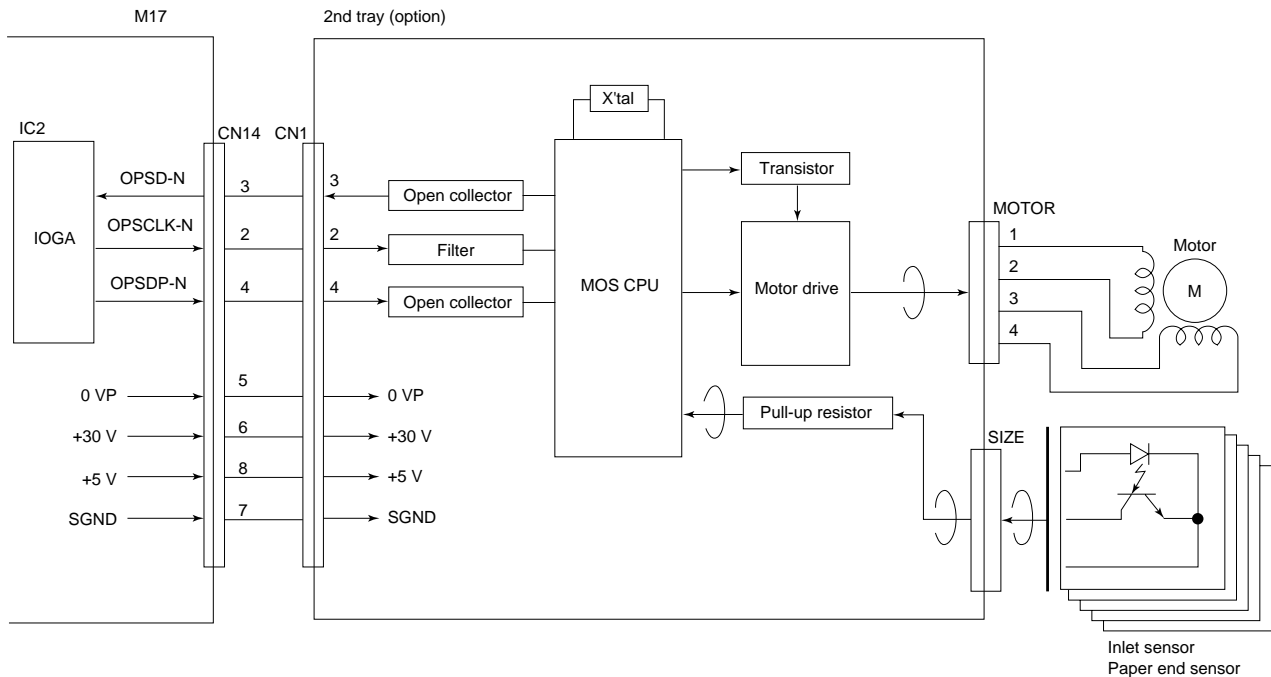 M17
2nd tray (option)
X'tal
IC2
CN14
CN1
IOGA
OPSD-N
3
3
Open collector
OPSCLK-N
2
2
Filter
OPSDP-N
4
4
Open collector
MOS CPU
Transistor
Motor drive
MOTOR
1
2
3
4
Motor
M
0 VP
5
0 VP
+30 V
6
+30 V
+5 V
8
+5 V
SGND
7
SGND
Pull-up resistor
SIZE
Inlet sensor
Paper end sensor